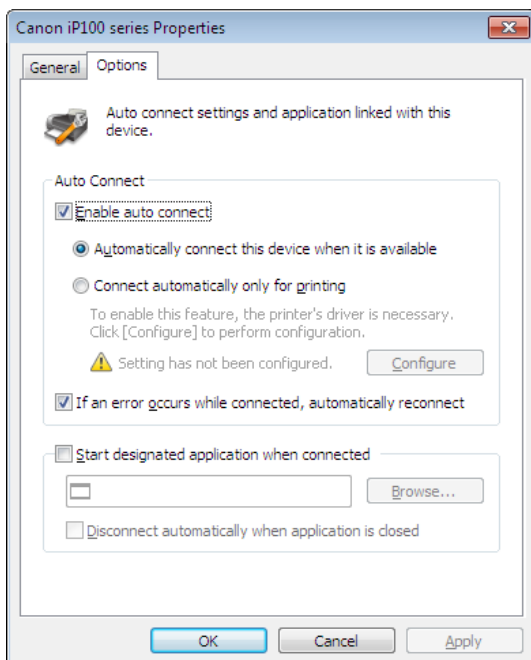 Canon iP100 series Properties
General
Options
Auto connect settings and application linked with this
device.
Auto Connect
Enable auto connect
Automatically connect this device when it is available
Connect automatically only for printing
To enable this feature, the printer's driver is necessary.
Click [Configure] to perform configuration.
Setting has not been configured.
Configure
If an error occurs while connected, automatically reconnect
Start designated application when connected
Browse...
Disconnect automatically when application is closed
OK
Cancel
Apply